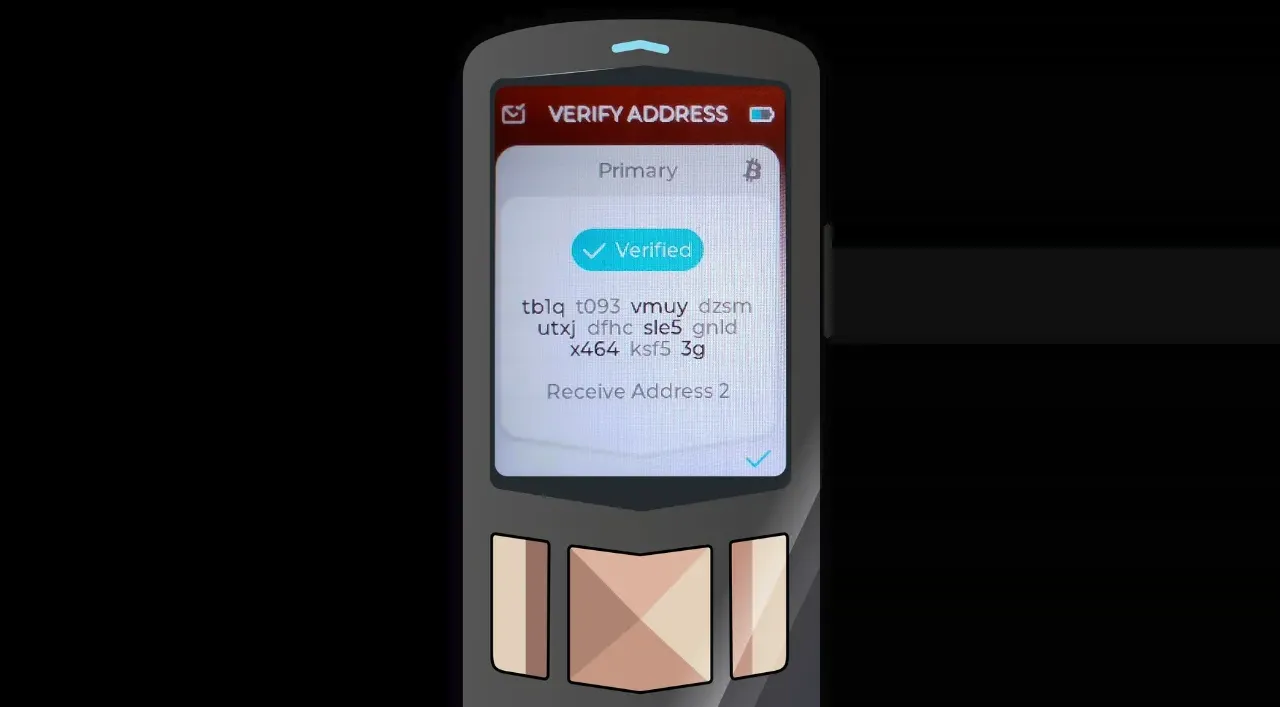 VERIFY ADDRESS
Primary
Verified
tb1q t093 vmuy dzsm
utxj dfhc sle5 gnld
x464 ksf5 3g
Receive Address 2